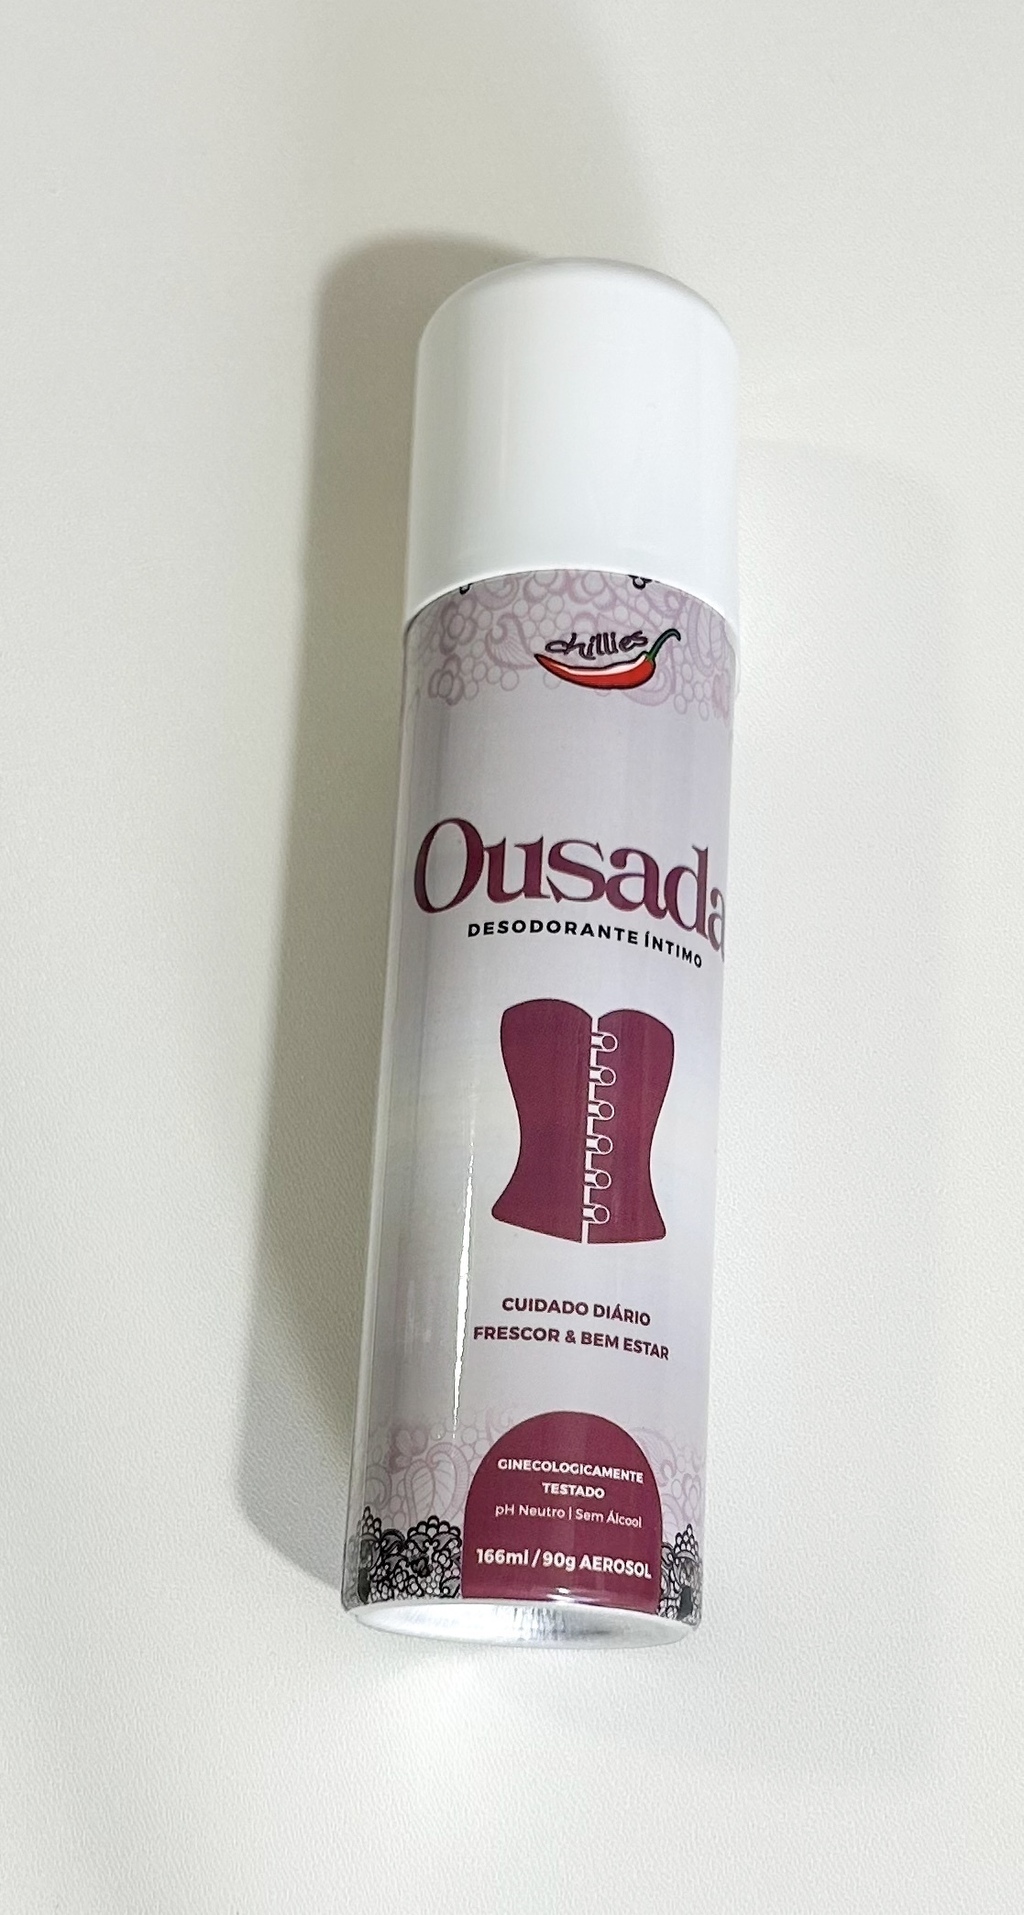 chillies
Ousada
DESODORANTE ÍNTIMO
CUIDADO DIÁRIO
FRESCOR & BEM ESTAR
GINECOLOGICAMENTE
TESTADO
pH Neutro | Sem Álcool
166ml / 90g AEROSOL